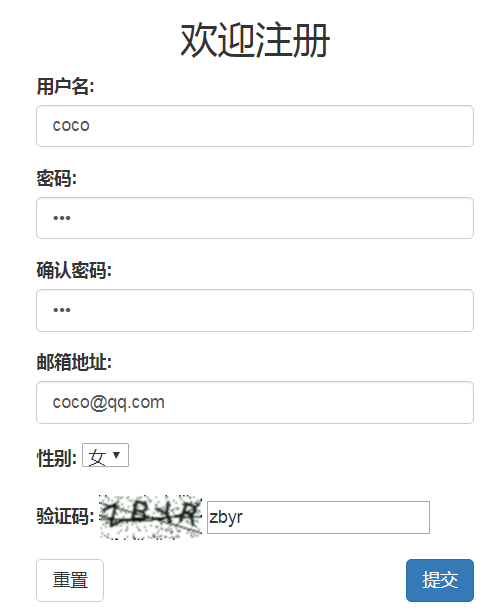 欢迎注册
用户名:
coco
密码:
•••
确认密码:
•••
邮箱地址:
coco@qq.com
性别: 女
验证码: ZBYR zbyr
重置 提交